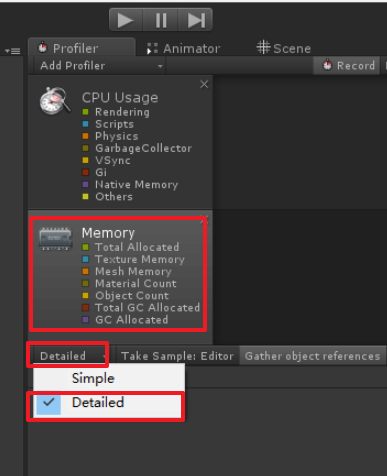 Profiler
Animator
Scene
Add Profiler
Record
CPU Usage
Rendering
Scripts
Physics
GarbageCollector
VSync
Gi
Native Memory
Others
Memory
Total Allocated
Texture Memory
Mesh Memory
Material Count
Object Count
Total GC Allocated
GC Allocated
Detailed
Take Sample: Editor
Gather object references
Simple
Detailed